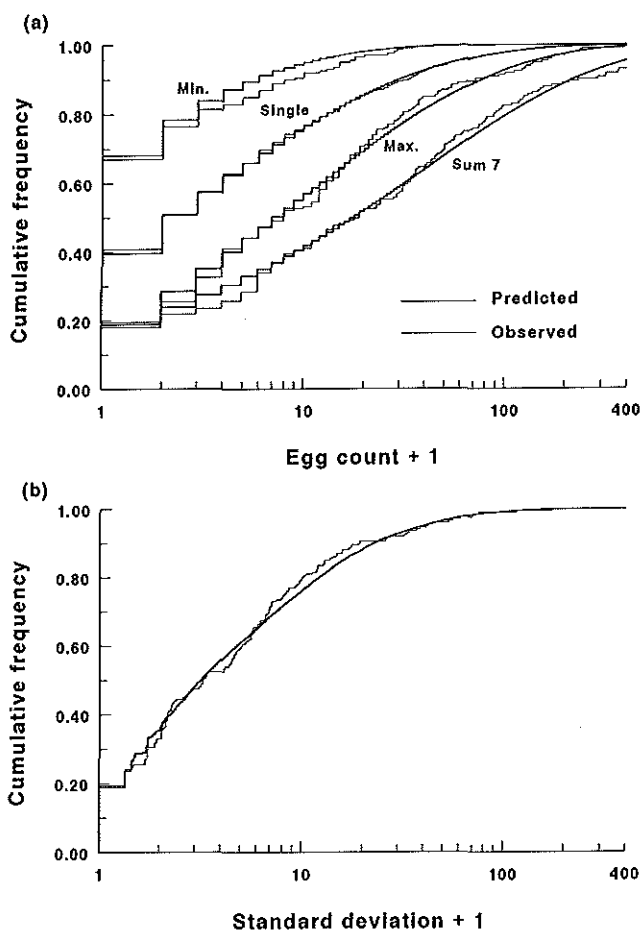 (a)
1.00
0.80
0.60
0.40
0.20
0.00
Cumulative frequency
Min.
Single
Max.
Sum 7
Predicted
Observed
1 10 100 400
Egg count + 1
(b)
1.00
0.80
0.60
0.40
0.20
0.00
Cumulative frequency
1 10 100 400
Standard deviation + 1